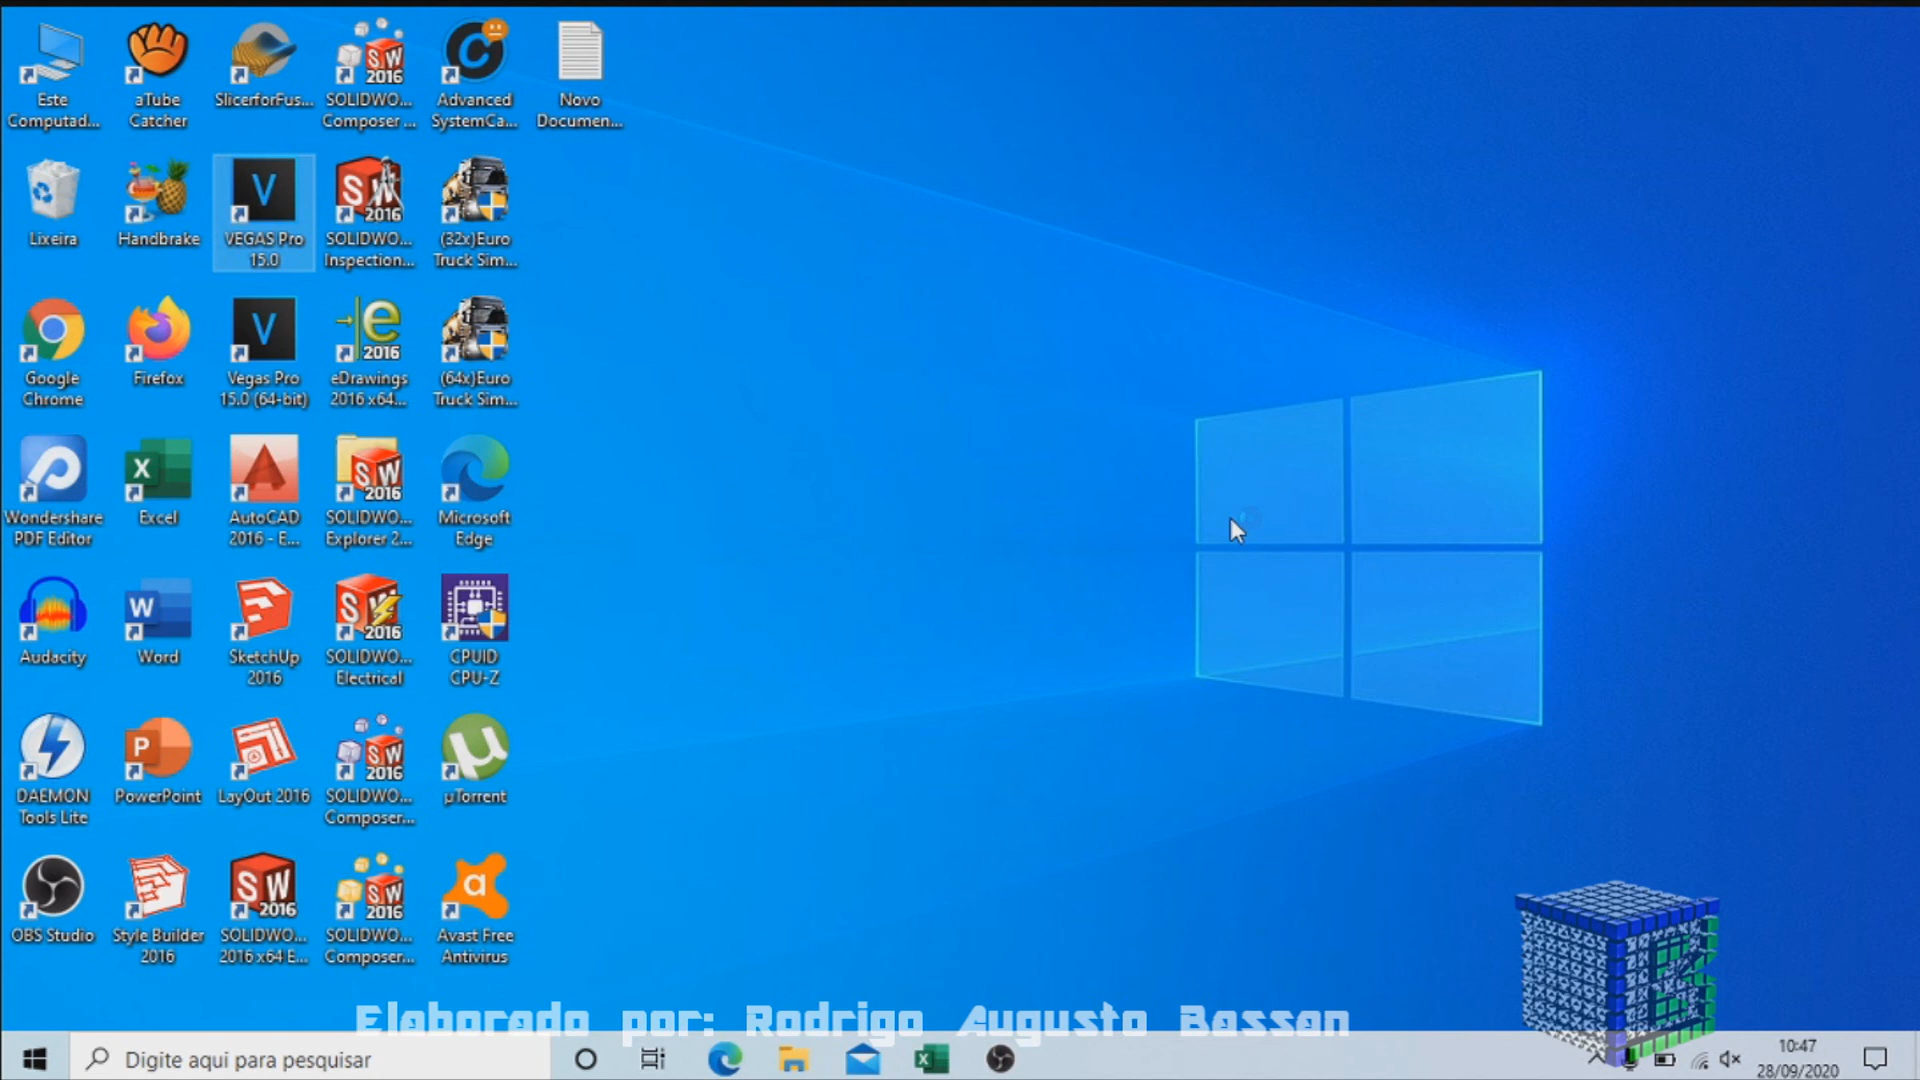 Este
Computad...
aTube
Catcher
SlicerforFus...
SOLIDWO...
Composer ...
Advanced
SystemCa...
Novo
Documen...
Lixeira
Handbrake
VEGAS Pro
15.0
SOLIDWO...
Inspection...
(32x)Euro
Truck Sim...
Google
Chrome
Firefox
Vegas Pro
15.0 (64-bit)
eDrawings
2016 x64...
(64x)Euro
Truck Sim...
Wondershare
PDF Editor
Excel
AutoCAD
2016 - E...
SOLIDWO...
Explorer 2...
Microsoft
Edge
Audacity
Word
SketchUp
2016
SOLIDWO...
Electrical
CPUID
CPU-Z
DAEMON
Tools Lite
PowerPoint
LayOut 2016
SOLIDWO...
Composer...
µTorrent
OBS Studio
Style Builder
2016
SOLIDWO...
2016 x64 E...
SOLIDWO...
Composer...
Avast Free
Antivirus
Elaborado por: Rodrigo Augusto Bassan
Digite aqui para pesquisar
10:47
28/09/2020